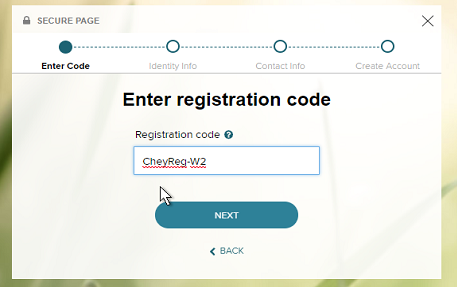 SECURE PAGE
Enter Code
Identity Info
Contact Info
Create Account
Enter registration code
Registration code ?
CheyReg-W2
NEXT
BACK